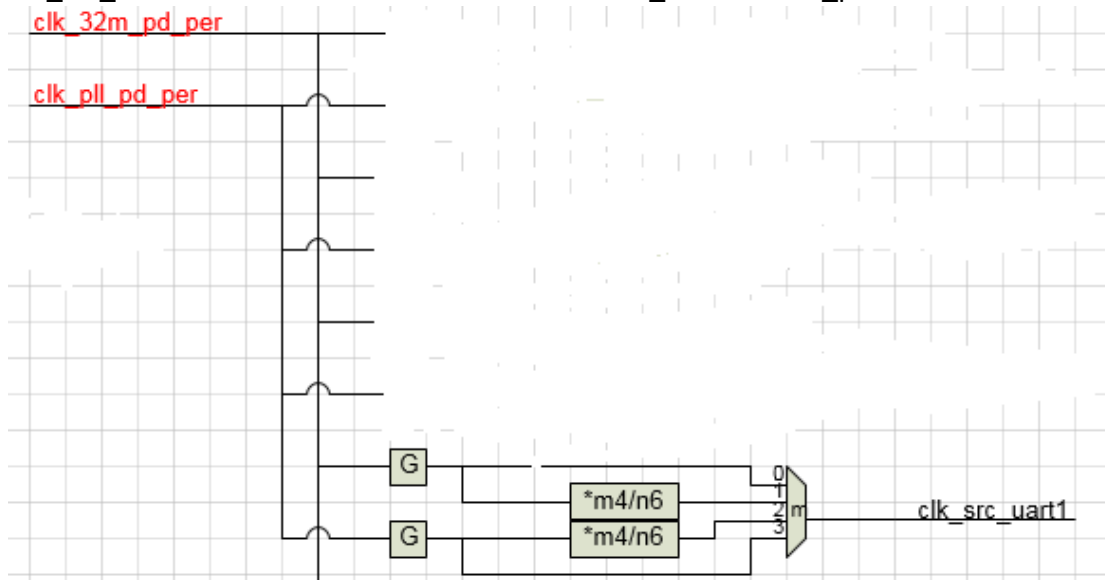 clk_32m_pd_per
clk_pll_pd_per
G
0
1
*m4/n6
2
m
clk_src_uart1
G
*m4/n6
3